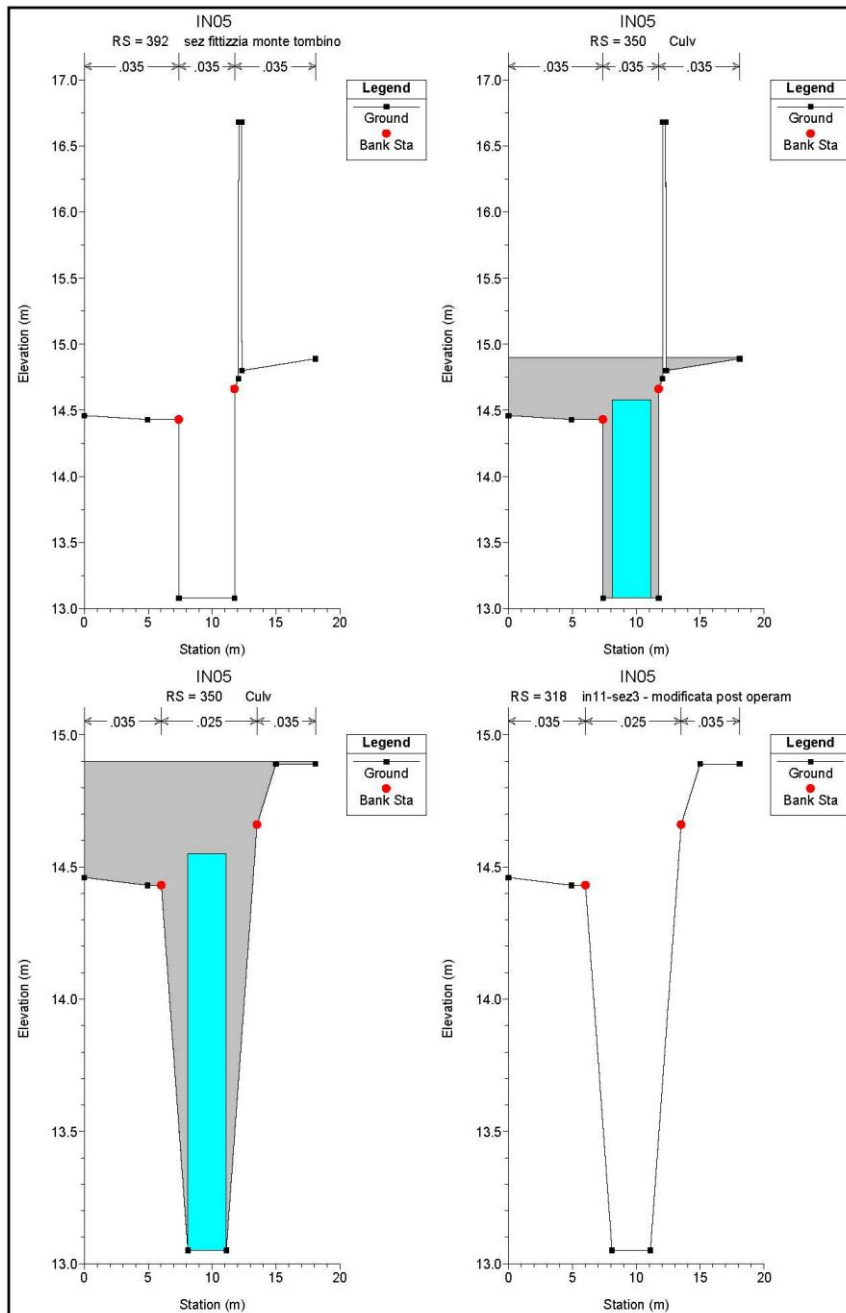 IN05
RS = 392 sez fittizzia monte tombino
.035 .035 .035
17.0
16.5
16.0
15.5
15.0
14.5
14.0
13.5
13.0
Elevation (m)
0 5 10 15 20
Station (m)
Legend
Ground
Bank Sta
IN05
RS = 350 Culv
.035 .035 .035
17.0
16.5
16.0
15.5
15.0
14.5
14.0
13.5
13.0
Elevation (m)
0 5 10 15 20
Station (m)
Legend
Ground
Bank Sta
IN05
RS = 350 Culv
.035 .025 .035
15.0
14.5
14.0
13.5
13.0
Elevation (m)
0 5 10 15 20
Station (m)
Legend
Ground
Bank Sta
IN05
RS = 318 in11-sez3 - modificata post operam
.035 .025 .035
15.0
14.5
14.0
13.5
13.0
Elevation (m)
0 5 10 15 20
Station (m)
Legend
Ground
Bank Sta